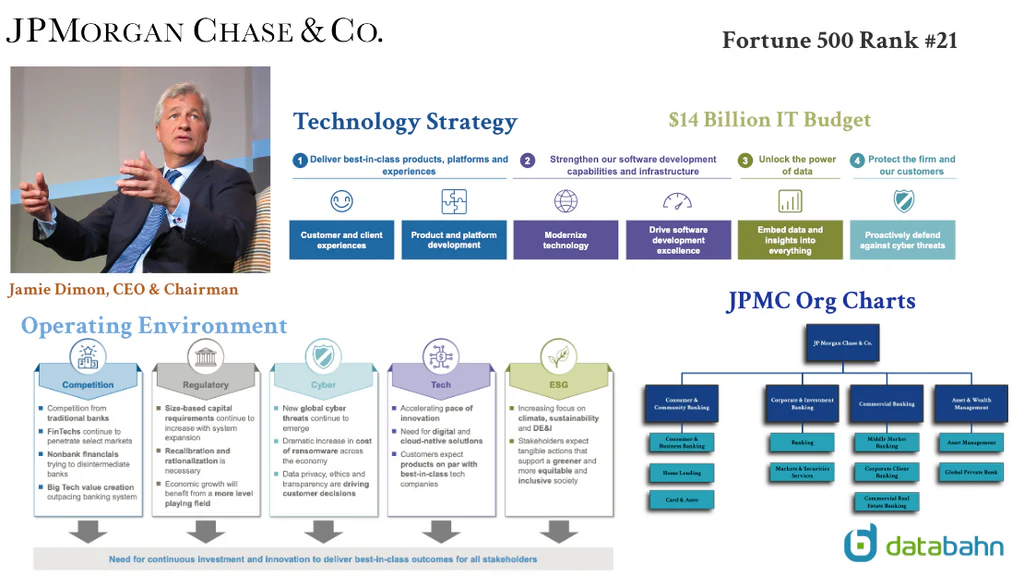 JPMORGAN CHASE & CO.
Fortune 500 Rank #21
Technology Strategy
$14 Billion IT Budget
1 Deliver best-in-class products, platforms and
experiences
2 Strengthen our software development
capabilities and infrastructure
3 Unlock the power
of data
4 Protect the firm and
our customers
Customer and client
experiences
Product and platform
development
Modernize
technology
Drive software
development
excellence
Embed data and
insights into
everything
Proactively defend
against cyber threats
Jamie Dimon, CEO & Chairman
Operating Environment
Competition
Competition from
traditional banks
FinTechs continue to
penetrate select markets
Nonbank financials
trying to disintermediate
banks
Big Tech value creation
outpacing banking system
Regulatory
Size-based capital
requirements continue to
increase with system
expansion
Recalibration and
rationalization is
necessary
Economic growth will
benefit from a more level
playing field
Cyber
New global cyber
threats continue to
emerge
Dramatic increase in cost
of ransomware across
the economy
Data privacy, ethics and
transparency are driving
customer decisions
Tech
Accelerating pace of
innovation
Need for digital and
cloud-native solutions
Customers expect
products on par with
best-in-class tech
companies
ESG
Increasing focus on
climate, sustainability
and DE&I
Stakeholders expect
tangible actions that
support a greener and
more equitable and
inclusive society
Need for continuous investment and innovation to deliver best-in-class outcomes for all stakeholders
JPMC Org Charts
JP Morgan Chase & Co.
Consumer &
Community Banking
Corporate & Investment
Banking
Commercial Banking
Asset & Wealth
Management
Consumer &
Business Banking
Home Lending
Card & Auto
Banking
Markets & Securities
Services
Middle Market
Banking
Corporate Client
Banking
Commercial Real
Estate Banking
Asset Management
Global Private Bank
databahn